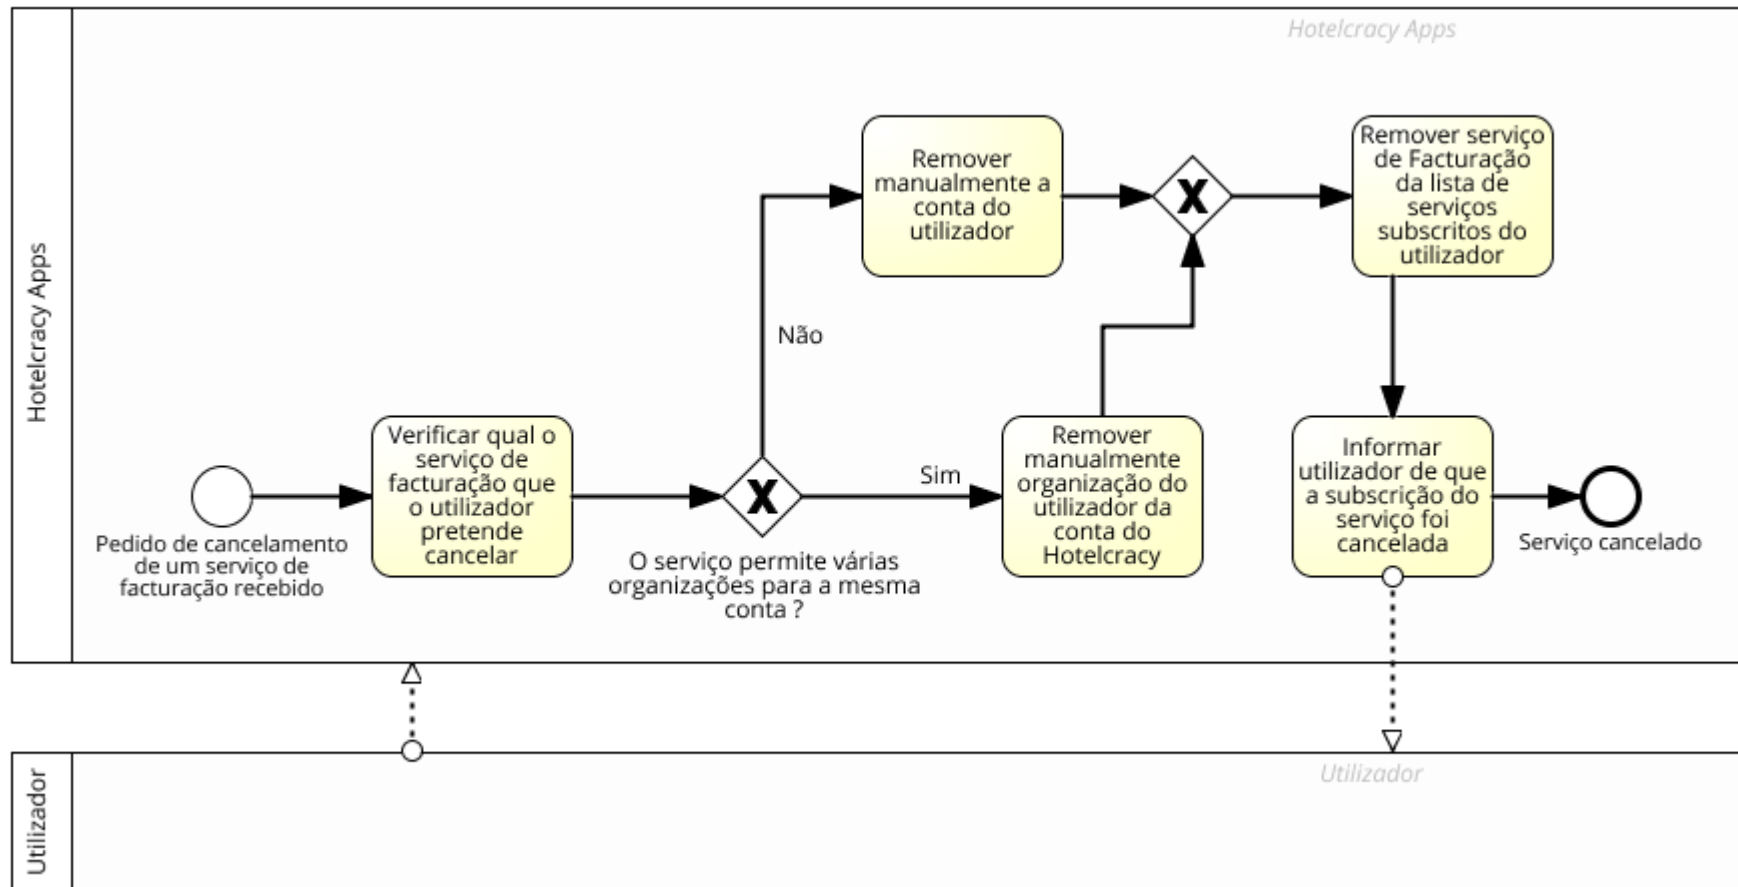 Hotelcracy Apps
Hotelcracy Apps
Remover
manualmente a
conta do
utilizador
Remover serviço
de Facturação
da lista de
serviços
subscritos do
utilizador
Não
Verificar qual o
serviço de
facturação que
o utilizador
pretende
cancelar
Sim
Remover
manualmente
organização do
utilizador da
conta do
Hotelcracy
Informar
utilizador de que
a subscrição do
serviço foi
cancelada
Pedido de cancelamento
de um serviço de
facturação recebido
X
X
O serviço permite várias
organizações para a mesma
conta ?
Serviço cancelado
Utilizador
Utilizador